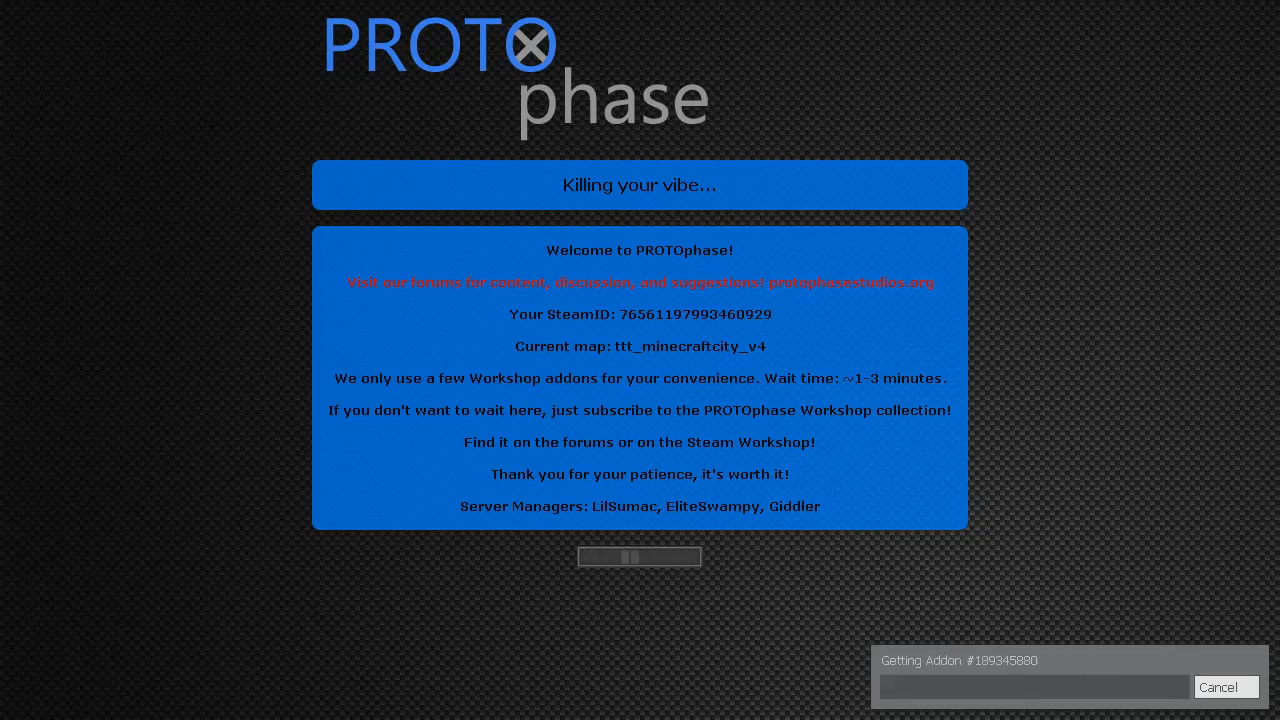 PROTO
phase
Killing your vibe...
Welcome to PROTOphase!
Visit our forums for content, discussion, and suggestions! protophasestudios.org
Your SteamID: 76561197993460929
Current map: ttt_minecraftcity_v4
We only use a few Workshop addons for your convenience. Wait time: ~1-3 minutes.
If you don't want to wait here, just subscribe to the PROTOphase Workshop collection!
Find it on the forums or on the Steam Workshop!
Thank you for your patience, it's worth it!
Server Managers: LilSumac, EliteSwampy, Giddler
Getting Addon #189345880
Cancel